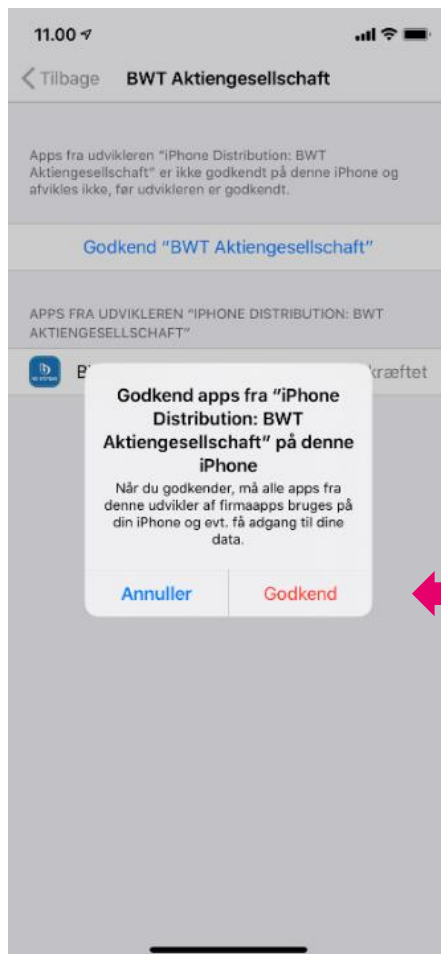 11.00
Tilbage BWT Aktiengesellschaft
Apps fra udvikleren "iPhone Distribution: BWT
Aktiengesellschaft" er ikke godkendt på denne iPhone og
afvikles ikke, før udvikleren er godkendt.
Godkend "BWT Aktiengesellschaft"
APPS FRA UDVIKLEREN "IPHONE DISTRIBUTION: BWT
AKTIENGESELLSCHAFT"
Godkend apps fra "iPhone
Distribution: BWT
Aktiengesellschaft" på denne
iPhone
Når du godkender, må alle apps fra
denne udvikler af firmaapps bruges på
din iPhone og evt. få adgang til dine
data.
Annuller Godkend